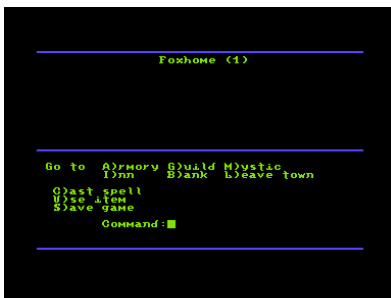 Foxhome (1)
Go to A)rmory G)uild M)ystic
I)nn B)ank L)eave town
C)ast spell
U)se item
S)ave game
Command: